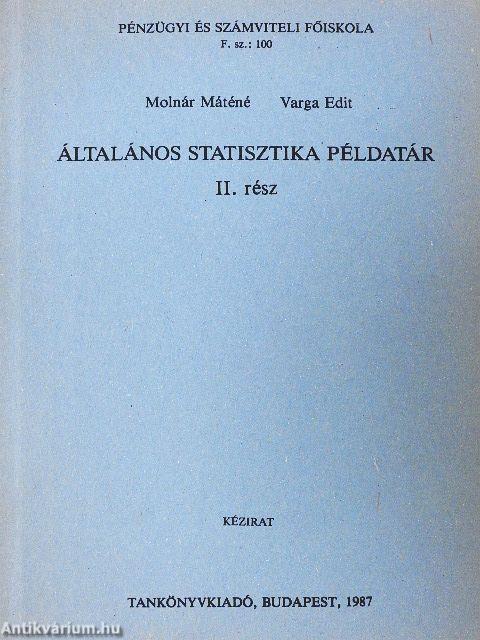 PÉNZÜGYI ÉS SZÁMVITELI FŐISKOLA
F. sz.: 100
Molnár Máténé Varga Edit
ÁLTALÁNOS STATISZTIKA PÉLDATÁR
II. rész
KÉZIRAT
TANKÖNYVKIADÓ, BUDAPEST, 1987
Antikvárium.hu